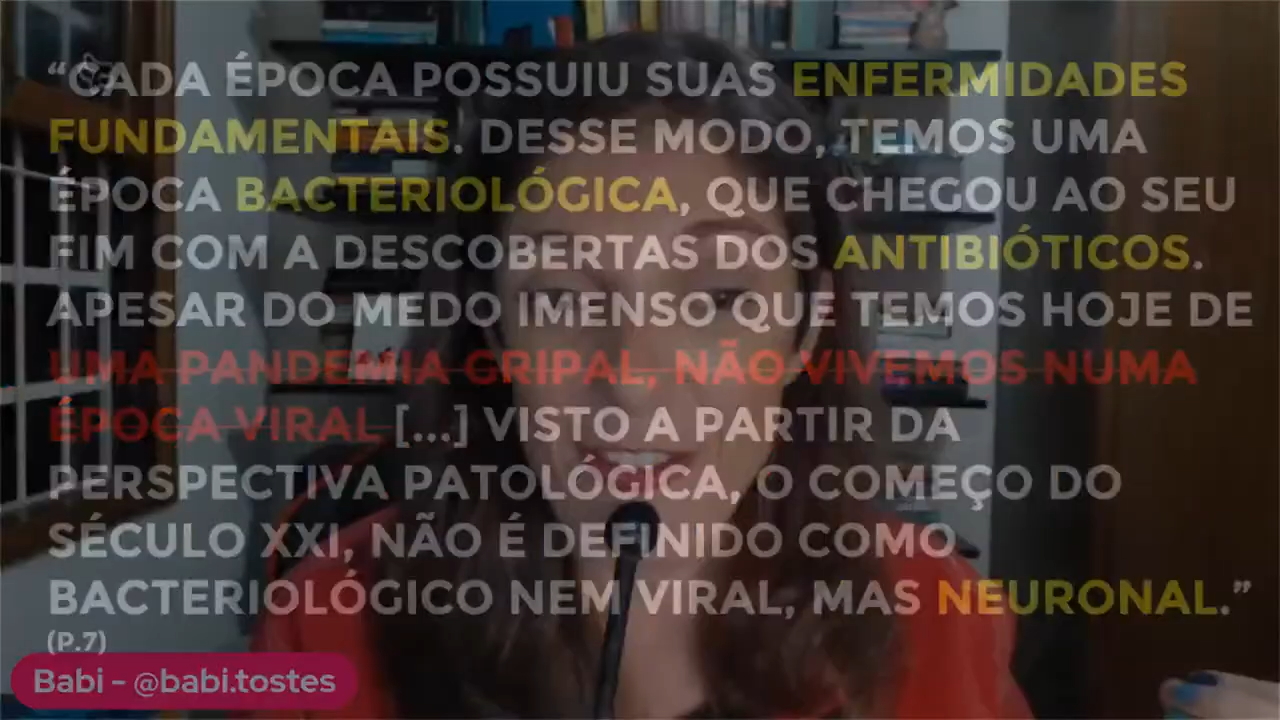 “CADA ÉPOCA POSSUIU SUAS ENFERMIDADES
FUNDAMENTAIS. DESSE MODO, TEMOS UMA
ÉPOCA BACTERIOLÓGICA, QUE CHEGOU AO SEU
FIM COM A DESCOBERTAS DOS ANTIBIÓTICOS.
APESAR DO MEDO IMENSO QUE TEMOS HOJE DE
UMA PANDEMIA GRIPAL, NÃO VIVEMOS NUMA
ÉPOCA VIRAL [...] VISTO A PARTIR DA
PERSPECTIVA PATOLÓGICA, O COMEÇO DO
SÉCULO XXI, NÃO É DEFINIDO COMO
BACTERIOLÓGICO NEM VIRAL, MAS NEURONAL.”
(P.7)
Babi - @babi.tostes